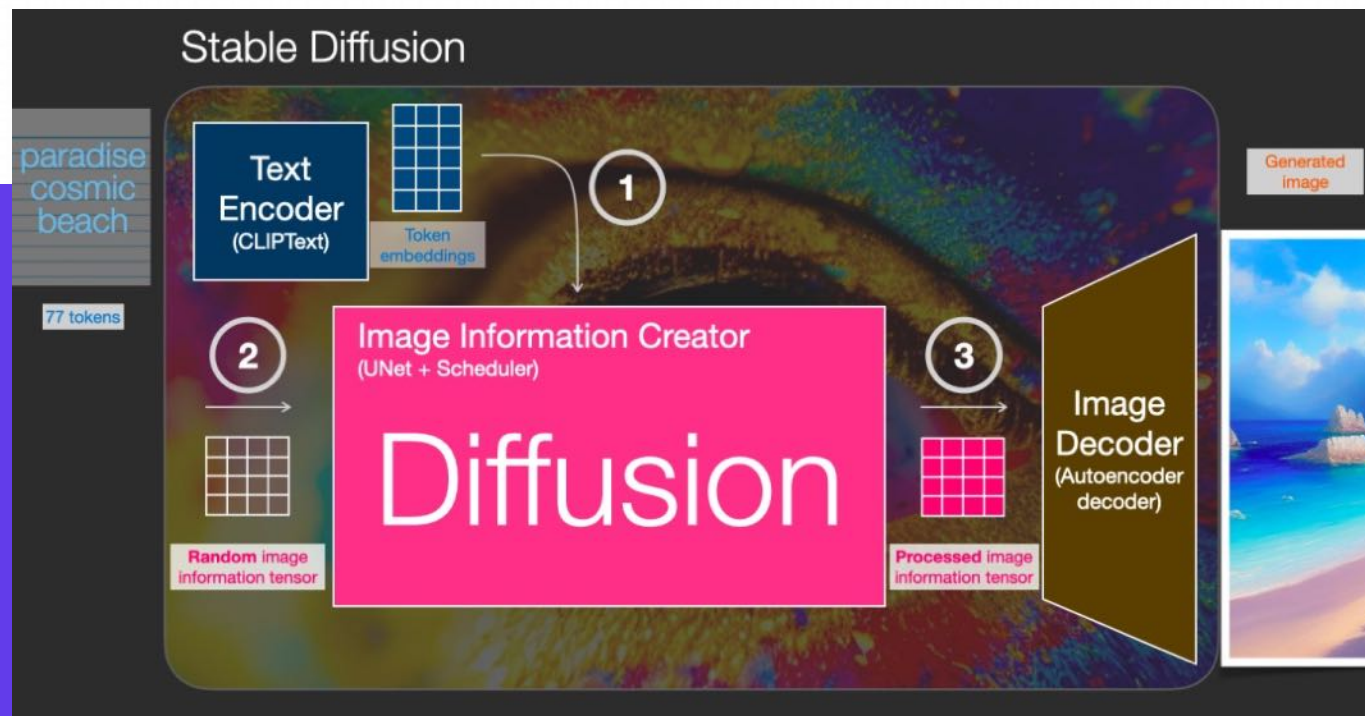 Stable Diffusion
paradise
cosmic
beach
77 tokens
Text
Encoder
(CLIPText)
Token
embeddings
1
2
Random image
information tensor
Image Information Creator
(UNet + Scheduler)
Diffusion
3
Processed image
information tensor
Image
Decoder
(Autoencoder
decoder)
Generated
image